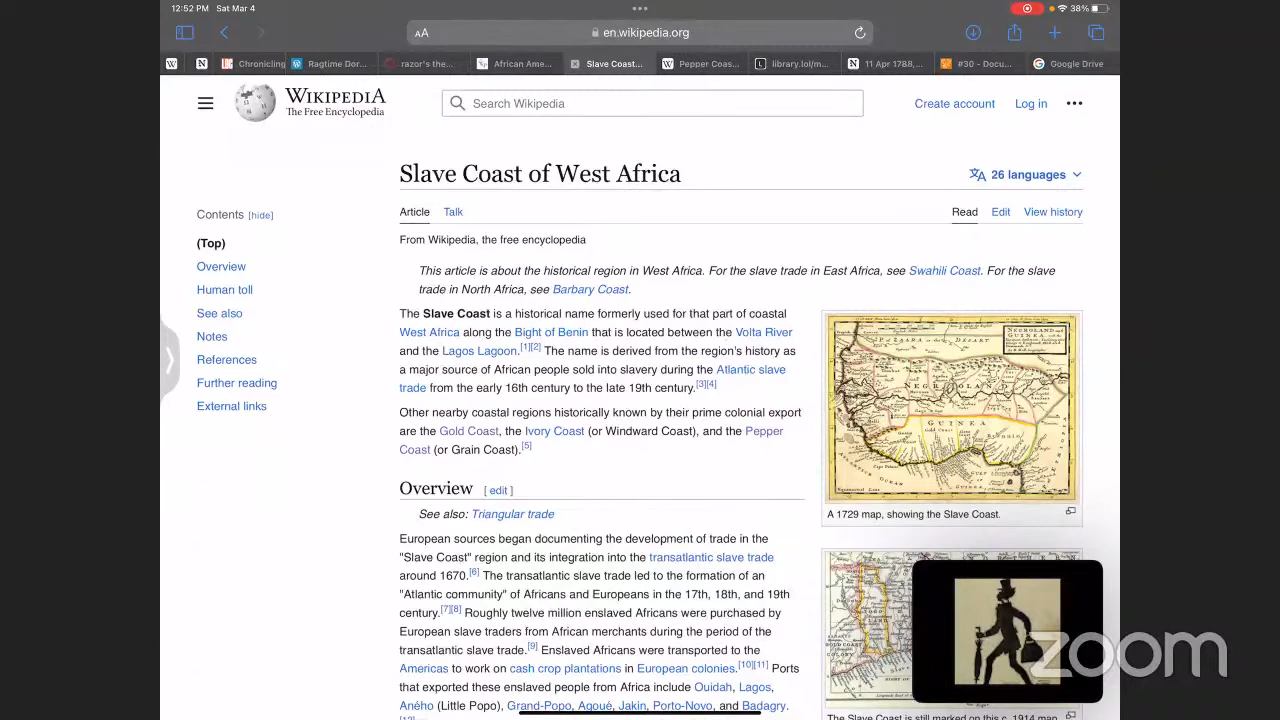 12:52 PM Sat Mar 4
38%
AA
en.wikipedia.org
Chronicling
Ragtime Dor...
razor's the...
African Ame...
Slave Coast...
Pepper Coas...
library.lol/m...
11 Apr 1788,...
#30 - Docu...
Google Drive
WIKIPEDIA
The Free Encyclopedia
Search Wikipedia
Create account
Log in
Slave Coast of West Africa
26 languages
Contents [hide]
(Top)
Overview
Human toll
See also
Notes
References
Further reading
External links
Article
Talk
Read
Edit
View history
From Wikipedia, the free encyclopedia
This article is about the historical region in West Africa. For the slave trade in East Africa, see Swahili Coast. For the slave
trade in North Africa, see Barbary Coast.
The Slave Coast is a historical name formerly used for that part of coastal
West Africa along the Bight of Benin that is located between the Volta River
and the Lagos Lagoon.[1][2] The name is derived from the region's history as
a major source of African people sold into slavery during the Atlantic slave
trade from the early 16th century to the late 19th century.[3][4]
Other nearby coastal regions historically known by their prime colonial export
are the Gold Coast, the Ivory Coast (or Windward Coast), and the Pepper
Coast (or Grain Coast).[5]
NEGROLAND
GUINEA
A 1729 map, showing the Slave Coast.
Overview [ edit ]
See also: Triangular trade
European sources began documenting the development of trade in the
"Slave Coast" region and its integration into the transatlantic slave trade
around 1670.[6] The transatlantic slave trade led to the formation of an
"Atlantic community" of Africans and Europeans in the 17th, 18th, and 19th
century.[7][8] Roughly twelve million enslaved Africans were purchased by
European slave traders from African merchants during the period of the
transatlantic slave trade.[9] Enslaved Africans were transported to the
Americas to work on cash crop plantations in European colonies.[10][11] Ports
that exported these enslaved people from Africa include Ouidah, Lagos,
Aného (Little Popo), Grand-Popo, Agoué, Jakin, Porto-Novo, and Badagry.
[12]
The Slave Coast is still marked on this c. 1914 map
zoom